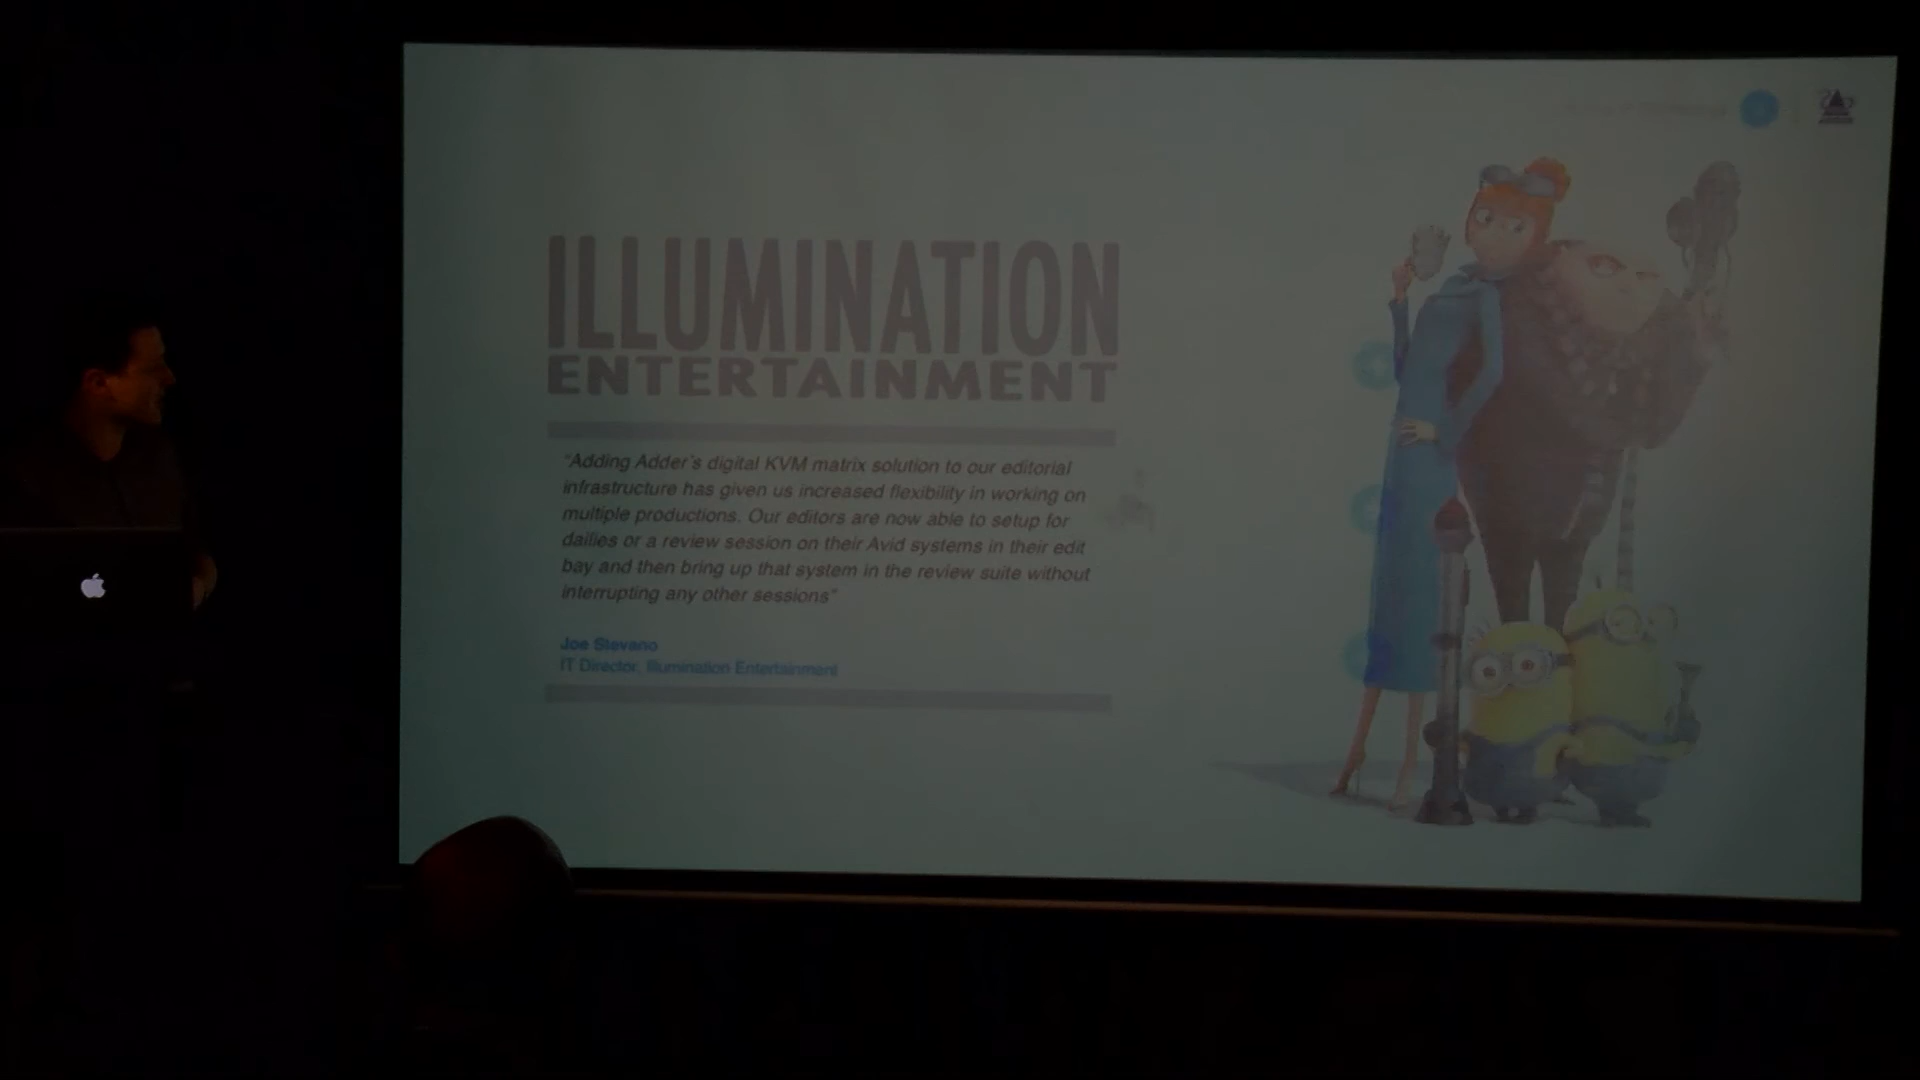 ILLUMINATION
ENTERTAINMENT
"Adding Adder's digital KVM matrix solution to our editorial
infrastructure has given us increased flexibility in working on
multiple productions. Our editors are now able to setup for
dailies or a review session on their Avid systems in their edit
bay and then bring up that system in the review suite without
interrupting any other sessions"
Joe Stevano
IT Director, Illumination Entertainment